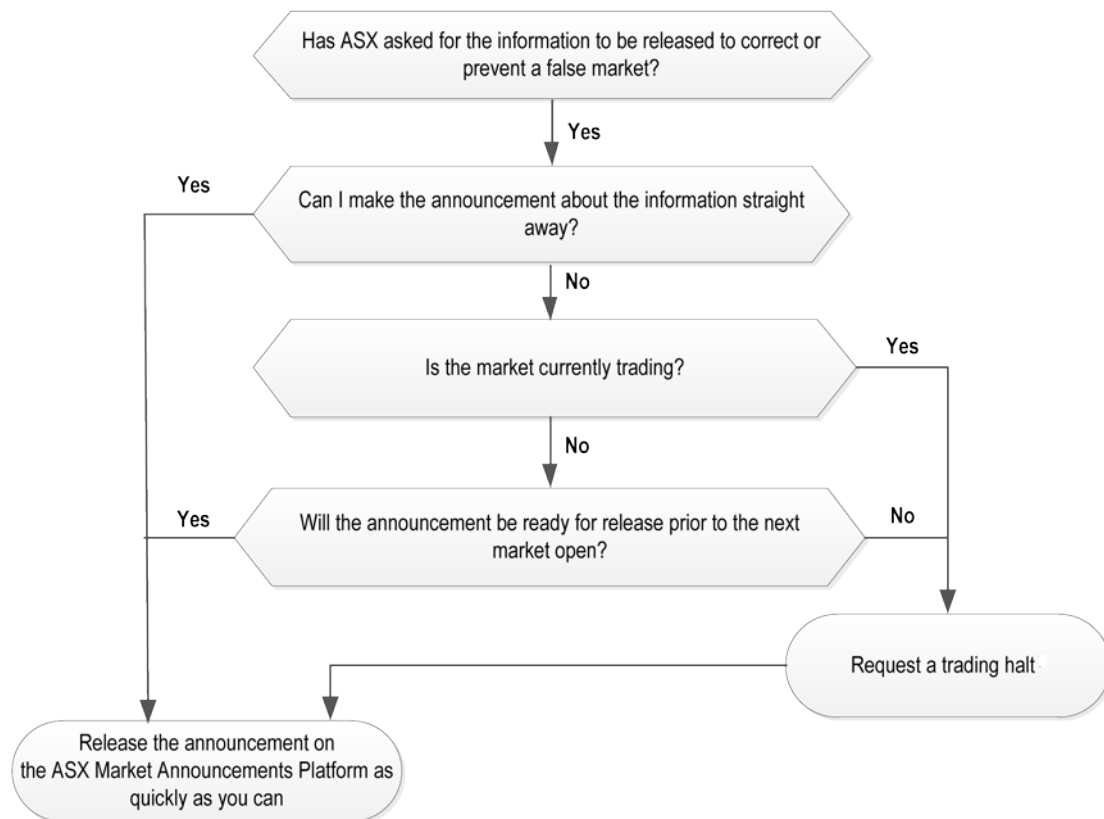 Has ASX asked for the information to be released to correct or
prevent a false market?
Yes
Yes
Can I make the announcement about the information straight
away?
No
Is the market currently trading?
Yes
No
Yes
Will the announcement be ready for release prior to the next
market open?
No
Request a trading halt
Release the announcement on
the ASX Market Announcements Platform as
quickly as you can